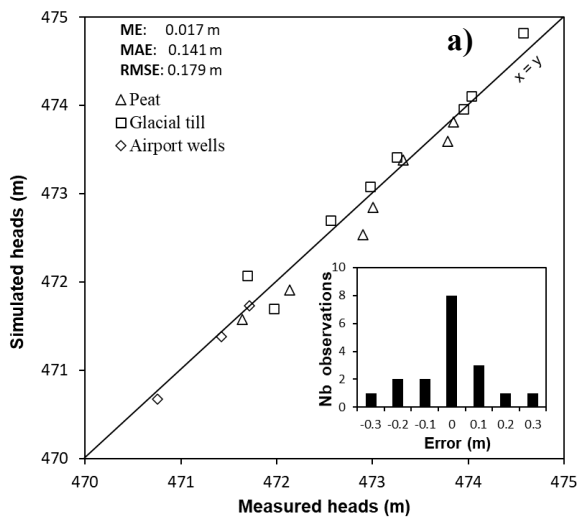 ME: 0.017 m
MAE: 0.141 m
RMSE: 0.179 m
a)
x = y
Peat
Glacial till
Airport wells
Simulated heads (m)
475
474
473
472
471
470
470 471 472 473 474 475
Measured heads (m)
Nb observations
10
8
6
4
2
0
-0.3 -0.2 -0.1 0 0.1 0.2 0.3
Error (m)